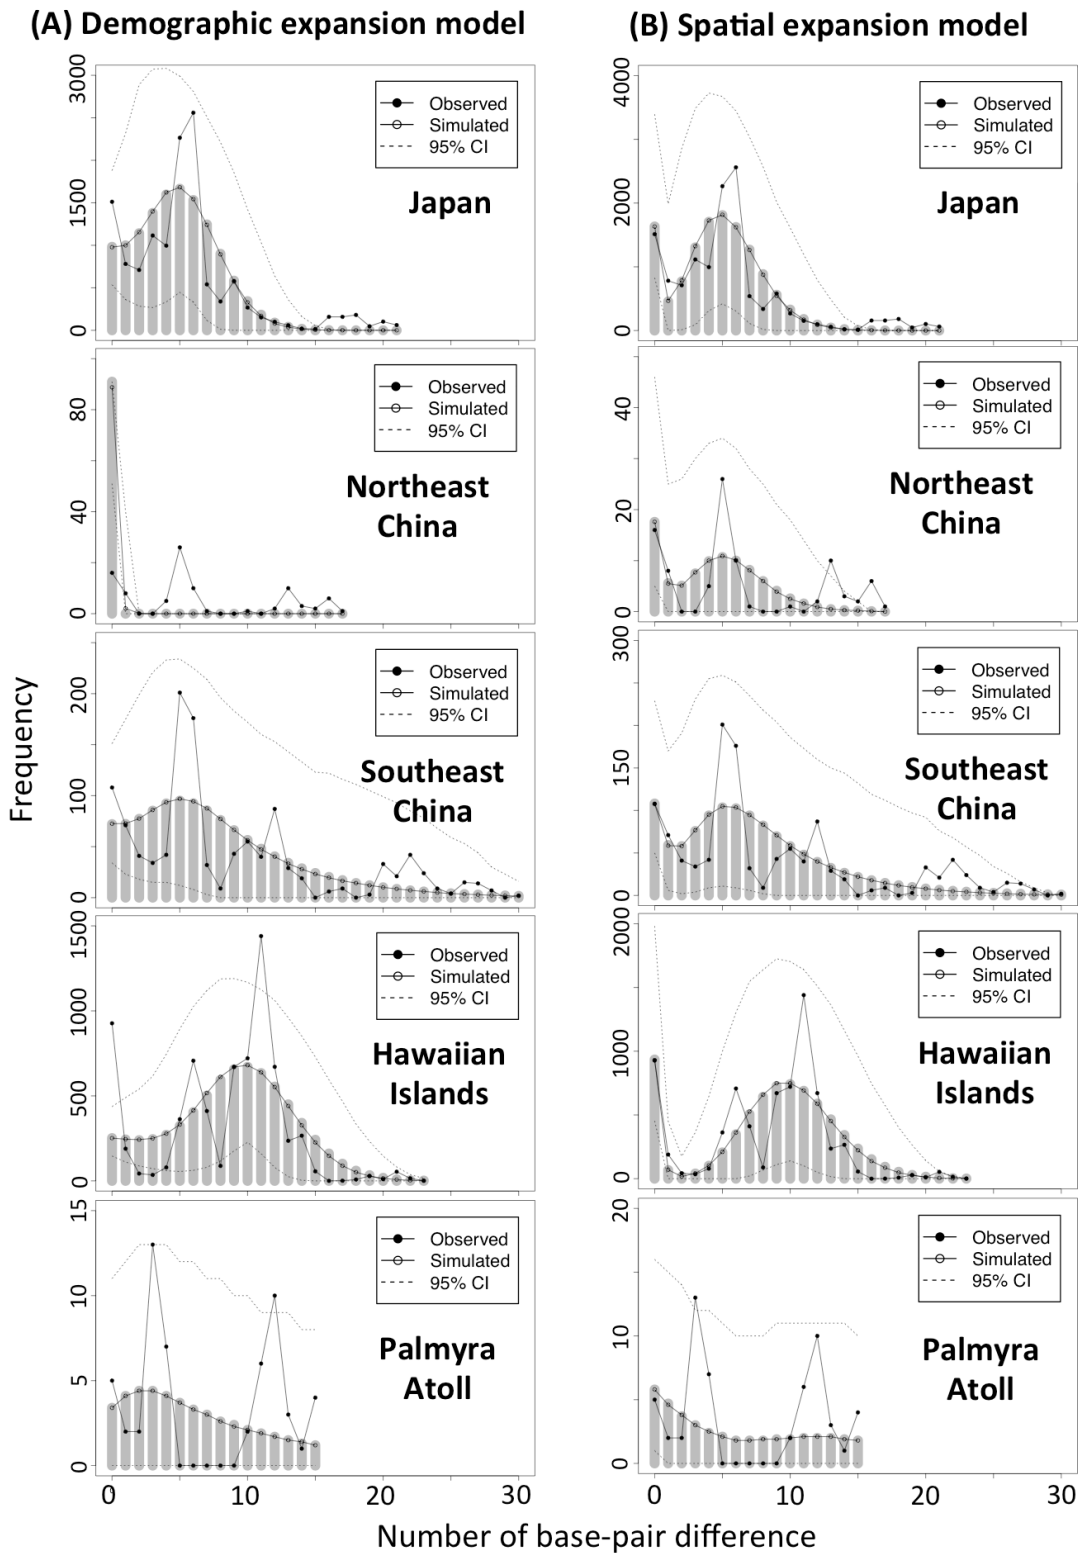 (A) Demographic expansion model
(B) Spatial expansion model
Frequency
3000
1500
0
Observed
Simulated
95% CI
Japan
4000
2000
0
Observed
Simulated
95% CI
Japan
80
40
0
Observed
Simulated
95% CI
Northeast
China
40
20
0
Observed
Simulated
95% CI
Northeast
China
200
100
0
Observed
Simulated
95% CI
Southeast
China
300
150
0
Observed
Simulated
95% CI
Southeast
China
1500
1000
500
0
Observed
Simulated
95% CI
Hawaiian
Islands
2000
1000
0
Observed
Simulated
95% CI
Hawaiian
Islands
15
10
5
0
Observed
Simulated
95% CI
Palmyra
Atoll
20
10
0
Observed
Simulated
95% CI
Palmyra
Atoll
0 10 20 30
0 10 20 30
Number of base-pair difference